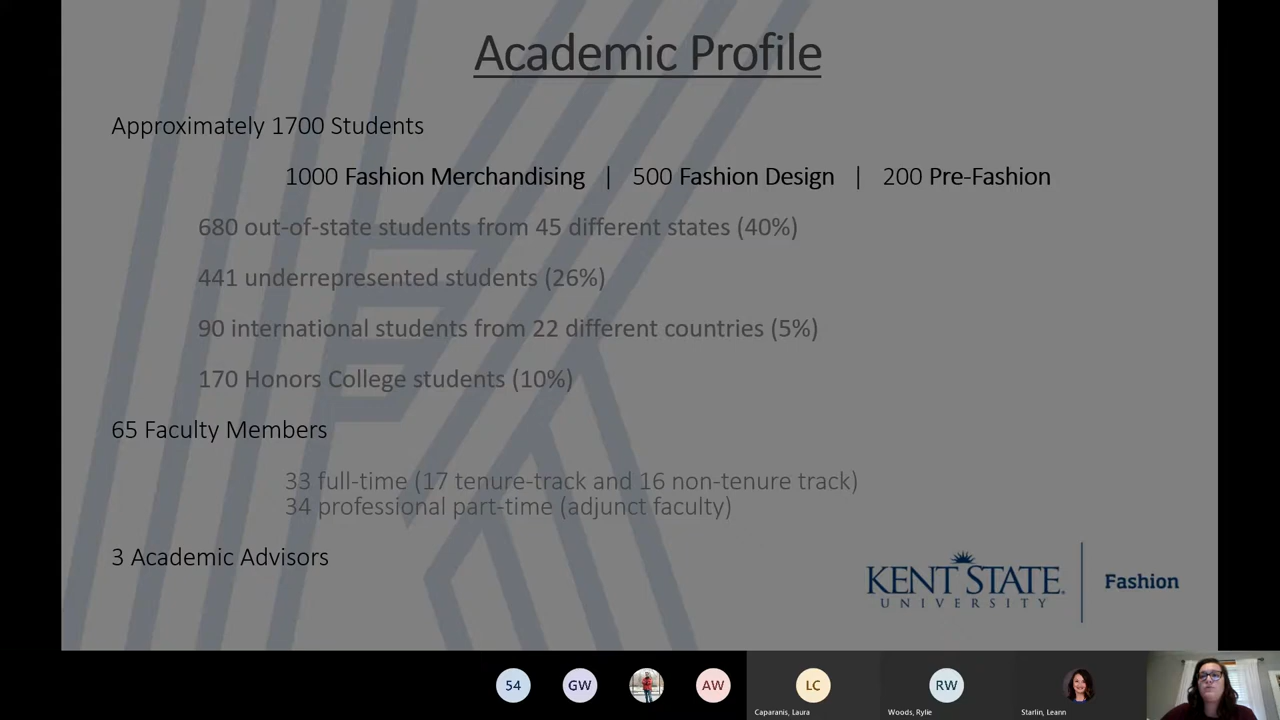 Academic Profile
Approximately 1700 Students
1000 Fashion Merchandising | 500 Fashion Design | 200 Pre-Fashion
680 out-of-state students from 45 different states (40%)
441 underrepresented students (26%)
90 international students from 22 different countries (5%)
170 Honors College students (10%)
65 Faculty Members
33 full-time (17 tenure-track and 16 non-tenure track)
34 professional part-time (adjunct faculty)
3 Academic Advisors
KENT STATE
UNIVERSITY
Fashion
54 GW AW LC RW
Caparanis, Laura Woods, Rylie Starlin, Leann